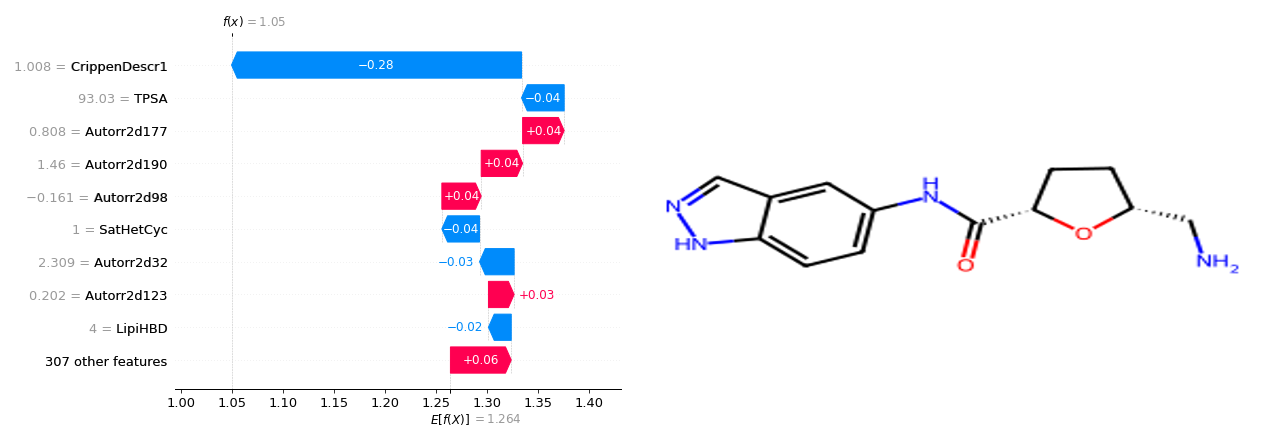 f(x) = 1.05
1.008 = CrippenDescr1
−0.28
93.03 = TPSA
−0.04
0.808 = Autorr2d177
+0.04
1.46 = Autorr2d190
+0.04
−0.161 = Autorr2d98
+0.04
1 = SatHetCyc
−0.04
2.309 = Autorr2d32
−0.03
0.202 = Autorr2d123
+0.03
4 = LipiHBD
−0.02
307 other features
+0.06
1.00 1.05 1.10 1.15 1.20 1.25 1.30 1.35 1.40
E[f(X)] = 1.264
N
HN
H
N
O
O
NH2